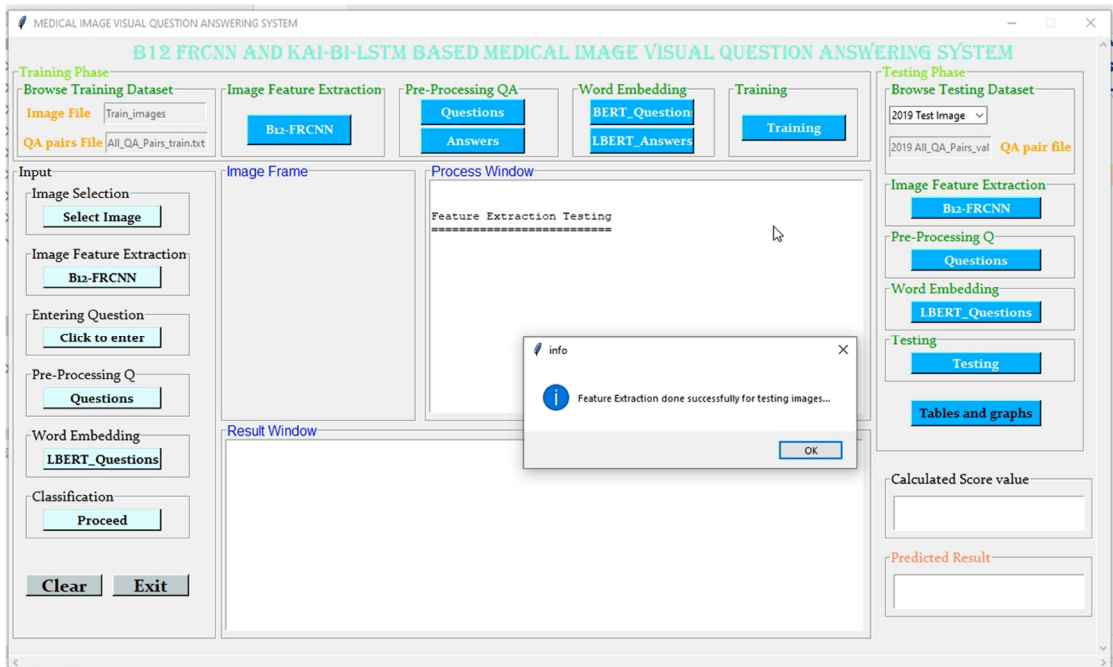 MEDICAL IMAGE VISUAL QUESTION ANSWERING SYSTEM
B12 FRCNN AND KAI-BI-LSTM BASED MEDICAL IMAGE VISUAL QUESTION ANSWERING SYSTEM
Training Phase
Browse Training Dataset
Image File
Train_images
QA pairs File
All_QA_Pairs_train.txt
Image Feature Extraction
B12-FRCNN
Pre-Processing QA
Questions
Answers
Word Embedding
BERT_Question
LBERT_Answers
Training
Training
Testing Phase
Browse Testing Dataset
2019 Test Image
2019 All_QA_Pairs_val
QA pair file
Image Feature Extraction
B12-FRCNN
Pre-Processing Q
Questions
Word Embedding
LBERT_Questions
Testing
Testing
Tables and graphs
Input
Image Selection
Select Image
Image Feature Extraction
B12-FRCNN
Entering Question
Click to enter
Pre-Processing Q
Questions
Word Embedding
LBERT_Questions
Classification
Proceed
Clear
Exit
Image Frame
Process Window
Feature Extraction Testing
==========================
info
Feature Extraction done successfully for testing images...
OK
Result Window
Calculated Score value
Predicted Result